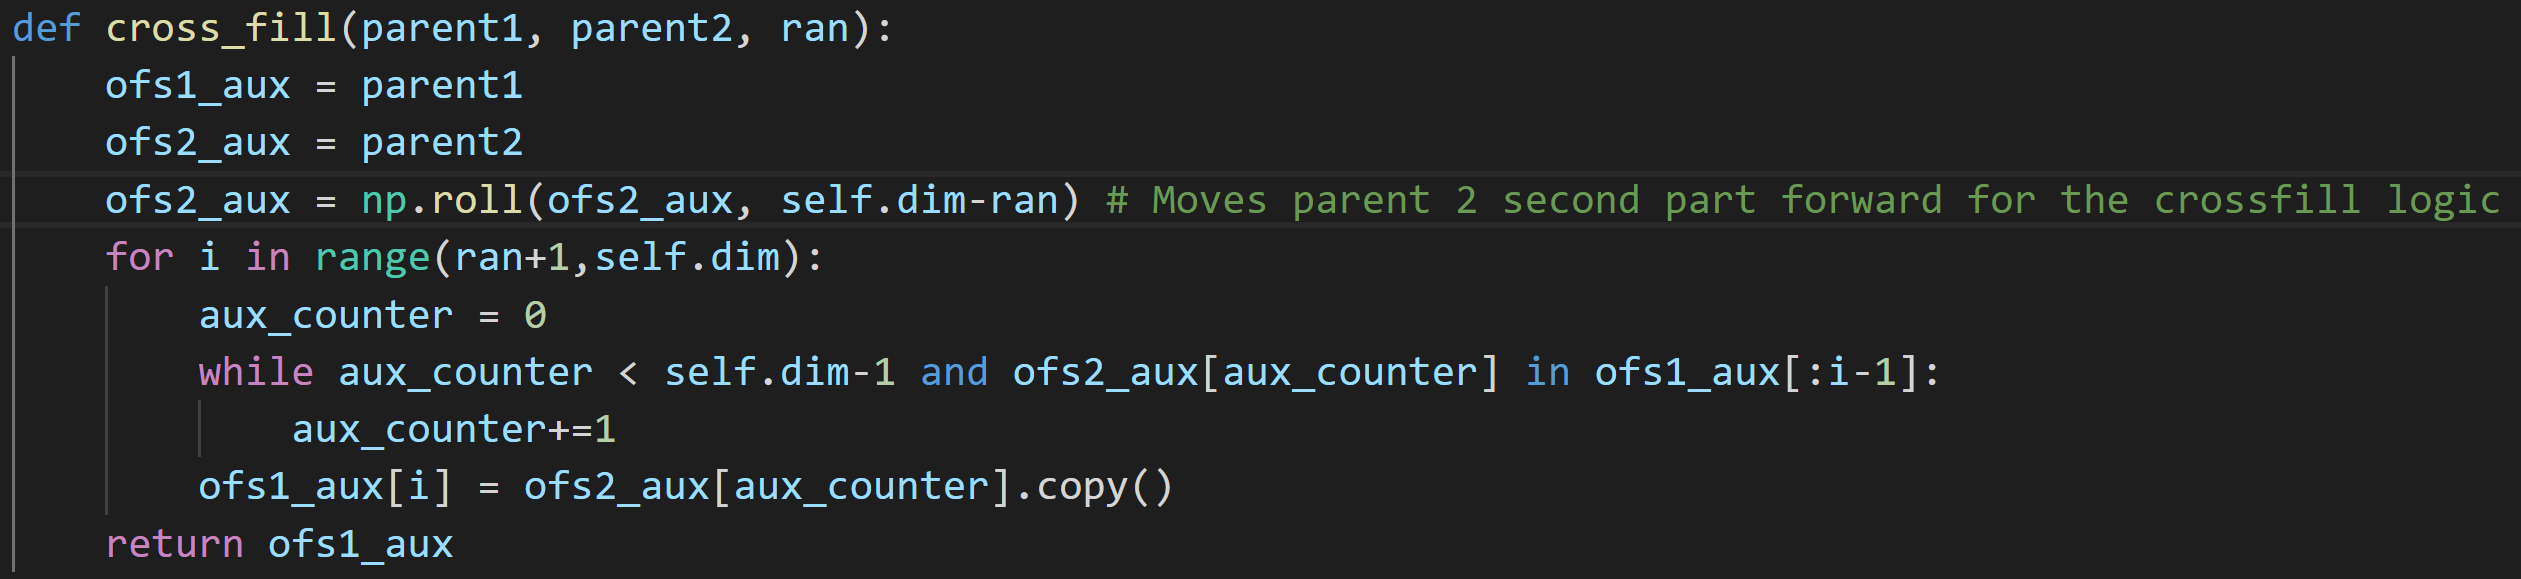 def cross_fill(parent1, parent2, ran):
    ofs1_aux = parent1
    ofs2_aux = parent2
    ofs2_aux = np.roll(ofs2_aux, self.dim-ran) # Moves parent 2 second part forward for the crossfill logic
    for i in range(ran+1,self.dim):
        aux_counter = 0
        while aux_counter < self.dim-1 and ofs2_aux[aux_counter] in ofs1_aux[:i-1]:
            aux_counter+=1
        ofs1_aux[i] = ofs2_aux[aux_counter].copy()
    return ofs1_aux